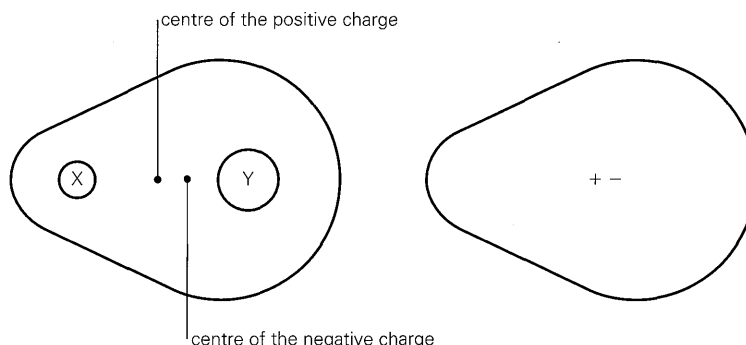 centre of the positive charge
X
Y
+ −
centre of the negative charge